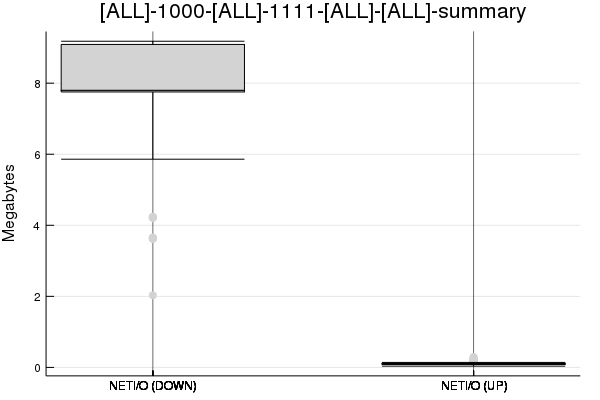 [ALL]-1000-[ALL]-1111-[ALL]-[ALL]-summary
Megabytes
8
6
4
2
0
NETI/O (DOWN)
NETI/O (UP)